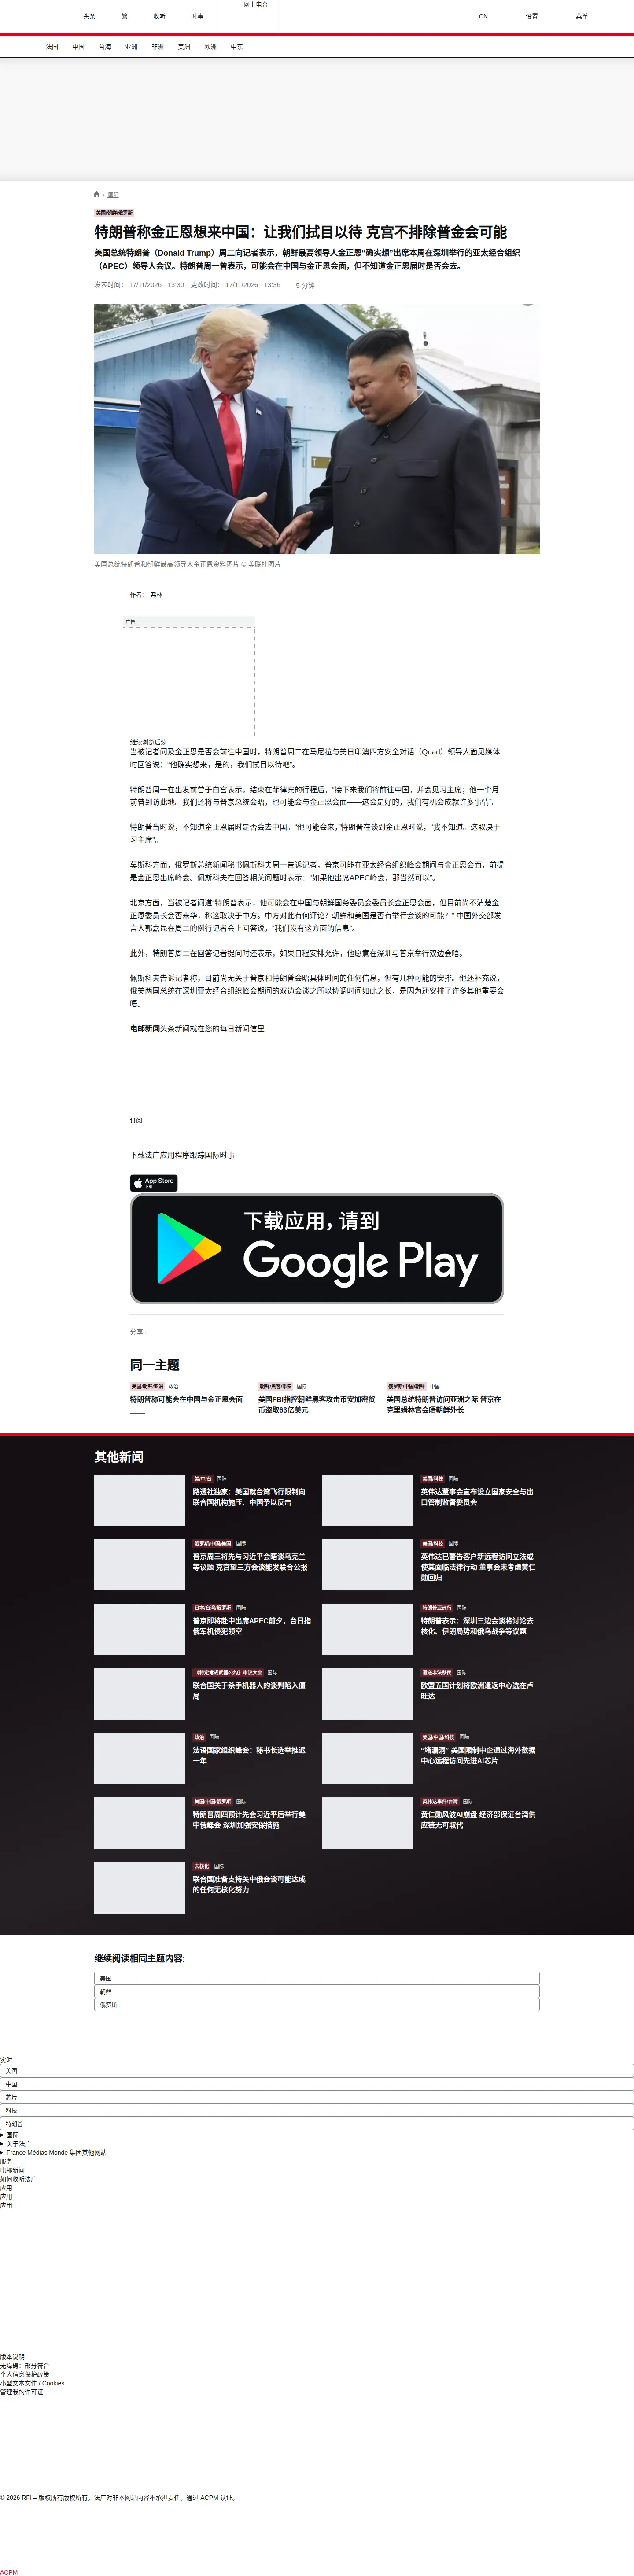 头条
繁
收听
时事
网上电台
CN
设置
菜单
法国
中国
台海
亚洲
非洲
美洲
欧洲
中东
/ 国际
美国/朝鲜/俄罗斯
特朗普称金正恩想来中国：让我们拭目以待 克宫不排除普金会可能
美国总统特朗普（Donald Trump）周二向记者表示，朝鲜最高领导人金正恩“确实想”出席本周在深圳举行的亚太经合组织
（APEC）领导人会议。特朗普周一曾表示，可能会在中国与金正恩会面，但不知道金正恩届时是否会去。
发表时间： 17/11/2026 - 13:30 更改时间： 17/11/2026 - 13:36
5 分钟
美国总统特朗普和朝鲜最高领导人金正恩资料图片 © 美联社图片
作者： 弗林
广告
继续浏览后续
当被记者问及金正恩是否会前往中国时，特朗普周二在马尼拉与美日印澳四方安全对话（Quad）领导人面见媒体
时回答说：“他确实想来，是的，我们拭目以待吧”。
特朗普周一在出发前曾于白宫表示，结束在菲律宾的行程后，“接下来我们将前往中国，并会见习主席；他一个月
前曾到访此地。我们还将与普京总统会晤，也可能会与金正恩会面——这会是好的，我们有机会成就许多事情”。
特朗普当时说，不知道金正恩届时是否会去中国。“他可能会来，”特朗普在谈到金正恩时说，“我不知道。这取决于
习主席”。
莫斯科方面，俄罗斯总统新闻秘书佩斯科夫周一告诉记者，普京可能在亚太经合组织峰会期间与金正恩会面，前提
是金正恩出席峰会。佩斯科夫在回答相关问题时表示：“如果他出席APEC峰会，那当然可以”。
北京方面，当被记者问道“特朗普表示，他可能会在中国与朝鲜国务委员会委员长金正恩会面，但目前尚不清楚金
正恩委员长会否来华，称这取决于中方。中方对此有何评论？朝鲜和美国是否有举行会谈的可能？” 中国外交部发
言人郭嘉昆在周二的例行记者会上回答说，“我们没有这方面的信息”。
此外，特朗普周二在回答记者提问时还表示，如果日程安排允许，他愿意在深圳与普京举行双边会晤。
佩斯科夫告诉记者称，目前尚无关于普京和特朗普会晤具体时间的任何信息，但有几种可能的安排。他还补充说，
俄美两国总统在深圳亚太经合组织峰会期间的双边会谈之所以协调时间如此之长，是因为还安排了许多其他重要会
晤。
电邮新闻头条新闻就在您的每日新闻信里
订阅
下载法广应用程序跟踪国际时事
App Store
下载
下载应用，请到
Google Play
分享 :
同一主题
美国/朝鲜/亚洲 政治
特朗普称可能会在中国与金正恩会面
朝鲜/黑客/币安 国际
美国FBI指控朝鲜黑客攻击币安加密货
币盗取63亿美元
俄罗斯/中国/朝鲜 中国
美国总统特朗普访问亚洲之际 普京在
克里姆林宫会晤朝鲜外长
其他新闻
美/中/台 国际
路透社独家：美国就台湾飞行限制向
联合国机构施压、中国予以反击
美国/科技 国际
英伟达董事会宣布设立国家安全与出
口管制监督委员会
俄罗斯/中国/美国 国际
普京周三将先与习近平会晤谈乌克兰
等议题 克宫望三方会谈能发联合公报
美国/科技 国际
英伟达已警告客户新远程访问立法或
使其面临法律行动 董事会未考虑黄仁
勋回归
日本/台湾/俄罗斯 国际
普京即将赴中出席APEC前夕，台日指
俄军机侵犯领空
特朗普亚洲行 国际
特朗普表示：深圳三边会谈将讨论去
核化、伊朗局势和俄乌战争等议题
《特定常规武器公约》审议大会 国际
联合国关于杀手机器人的谈判陷入僵
局
遣送非法移民 国际
欧盟五国计划将欧洲遣返中心选在卢
旺达
政治 国际
法语国家组织峰会：秘书长选举推迟
一年
美国/中国/科技 国际
“堵漏洞” 美国限制中企通过海外数据
中心远程访问先进AI芯片
美国/中国/俄罗斯 国际
特朗普周四预计先会习近平后举行美
中俄峰会 深圳加强安保措施
英伟达事件/台湾 国际
黄仁勋风波AI崩盘 经济部保证台湾供
应链无可取代
去核化 国际
联合国准备支持美中俄会谈可能达成
的任何无核化努力
继续阅读相同主题内容:
美国
朝鲜
俄罗斯
实时
美国
中国
芯片
科技
特朗普
国际
关于法广
France Médias Monde 集团其他网站
服务
电邮新闻
如何收听法广
应用
应用
应用
版本说明
无障碍：部分符合
个人信息保护政策
小型文本文件 / Cookies
管理我的许可证
© 2026 RFI – 版权所有版权所有。法广对非本网站内容不承担责任。通过 ACPM 认证。
ACPM